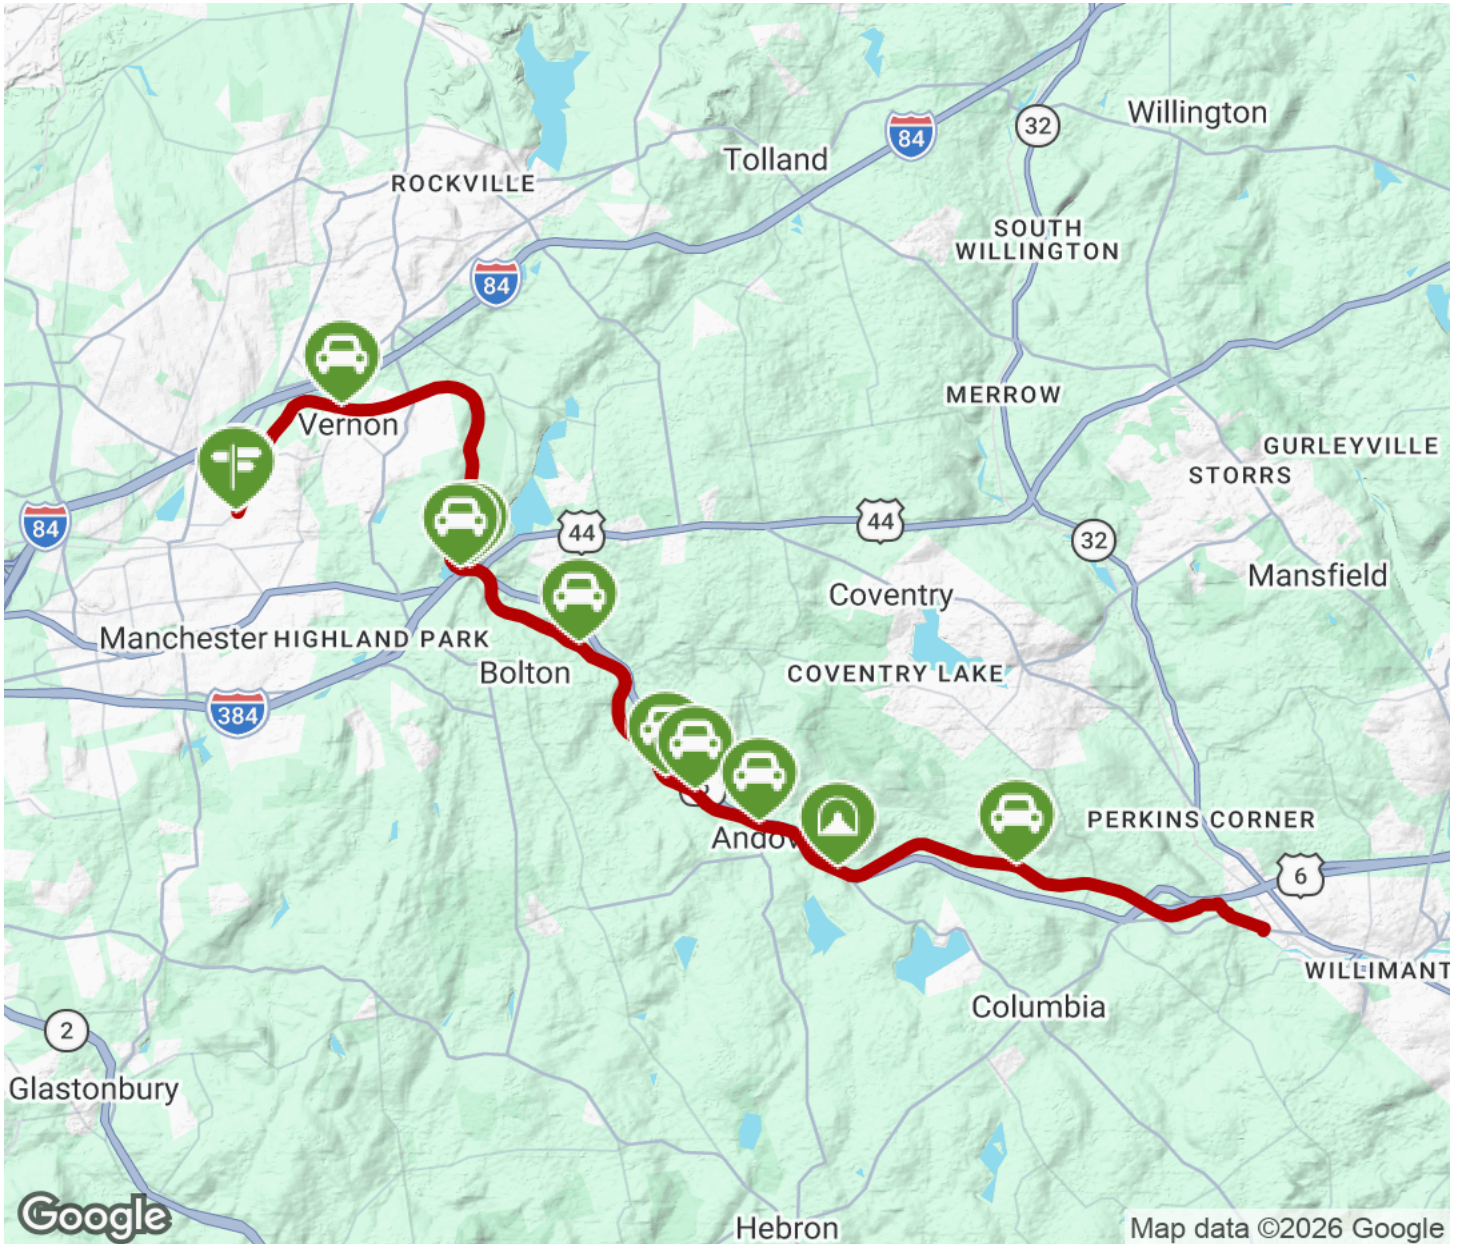 Willington
84
32
Tolland
ROCKVILLE
SOUTH
WILLINGTON
84
MERROW
Vernon
GURLEYVILLE
STORRS
84
44
44
32
Mansfield
Coventry
Manchester
HIGHLAND PARK
Bolton
COVENTRY LAKE
384
PERKINS CORNER
6
Columbia
2
Glastonbury
Google
Hebron
Map data ©2026 Google